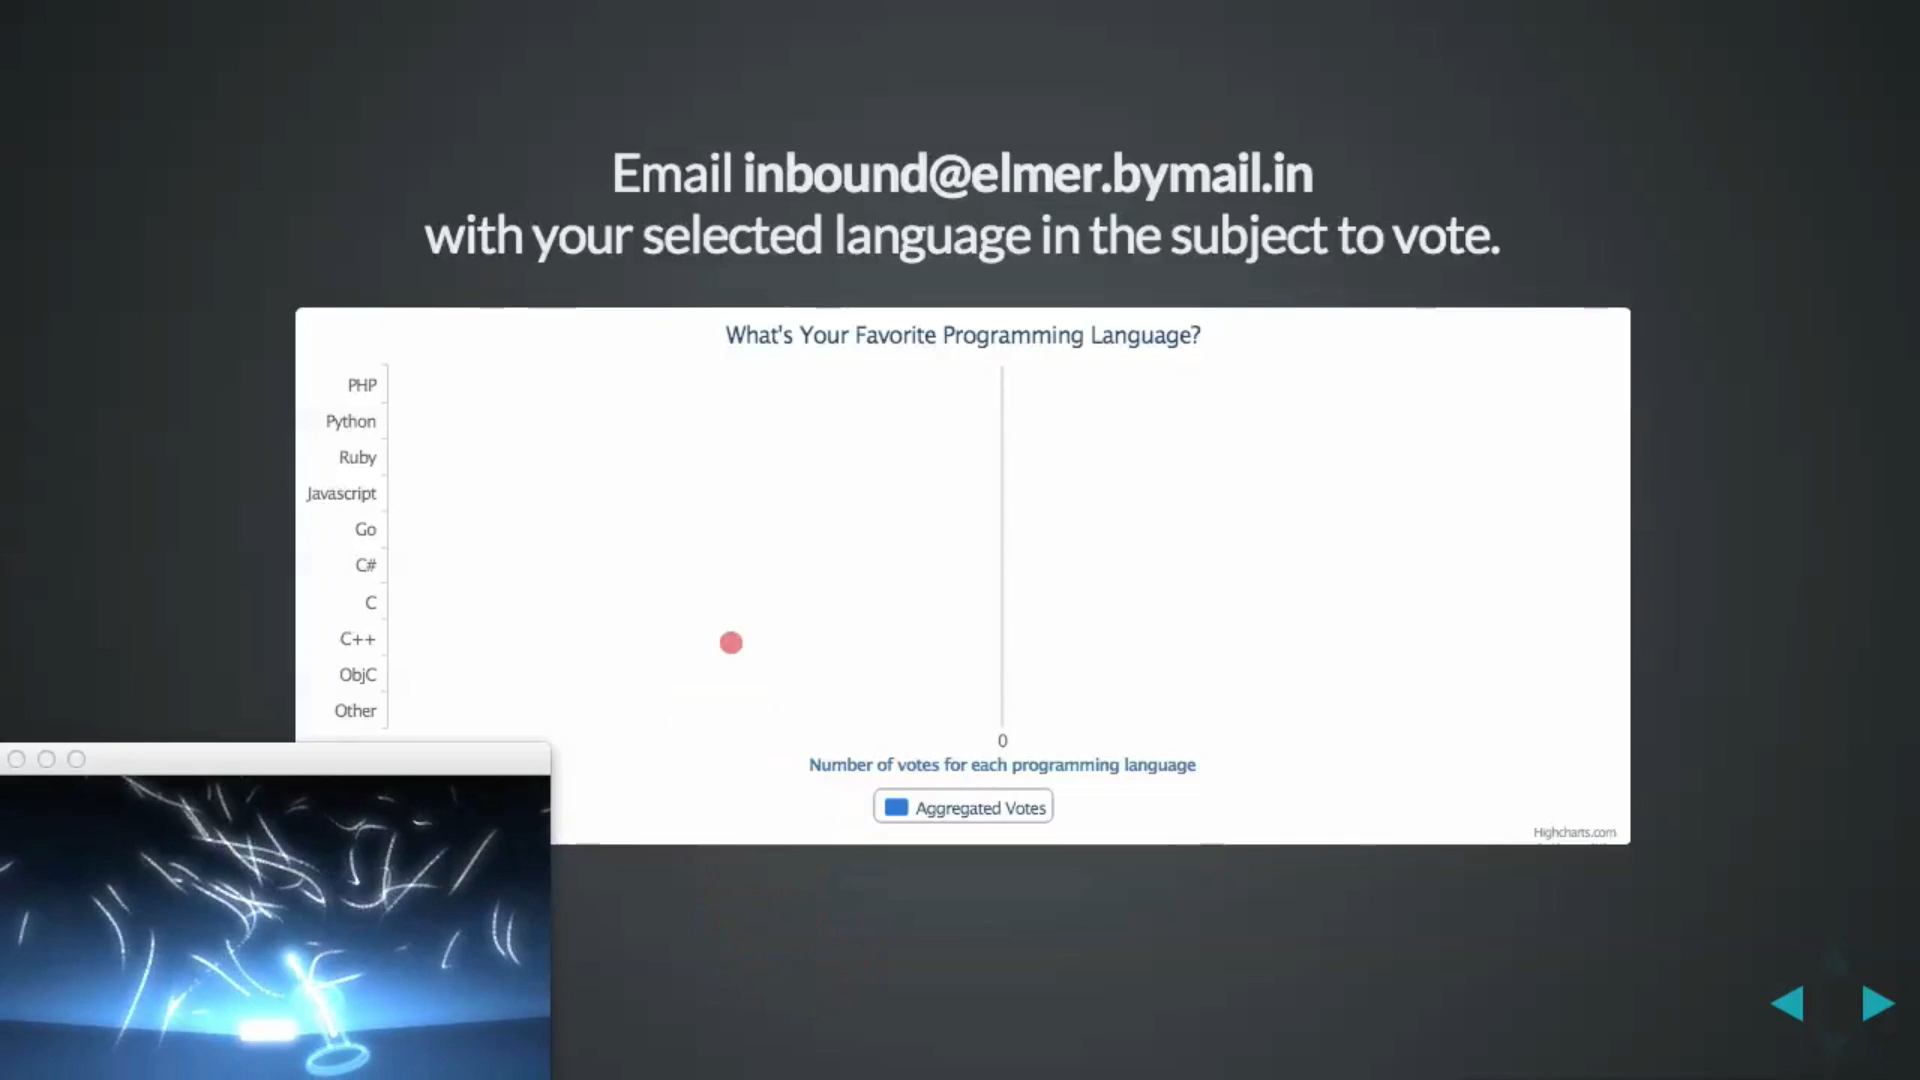 Email inbound@elmer.bymail.in
with your selected language in the subject to vote.
What's Your Favorite Programming Language?
PHP
Python
Ruby
Javascript
Go
C#
C
C++
ObjC
Other
0
Number of votes for each programming language
Aggregated Votes
Highcharts.com